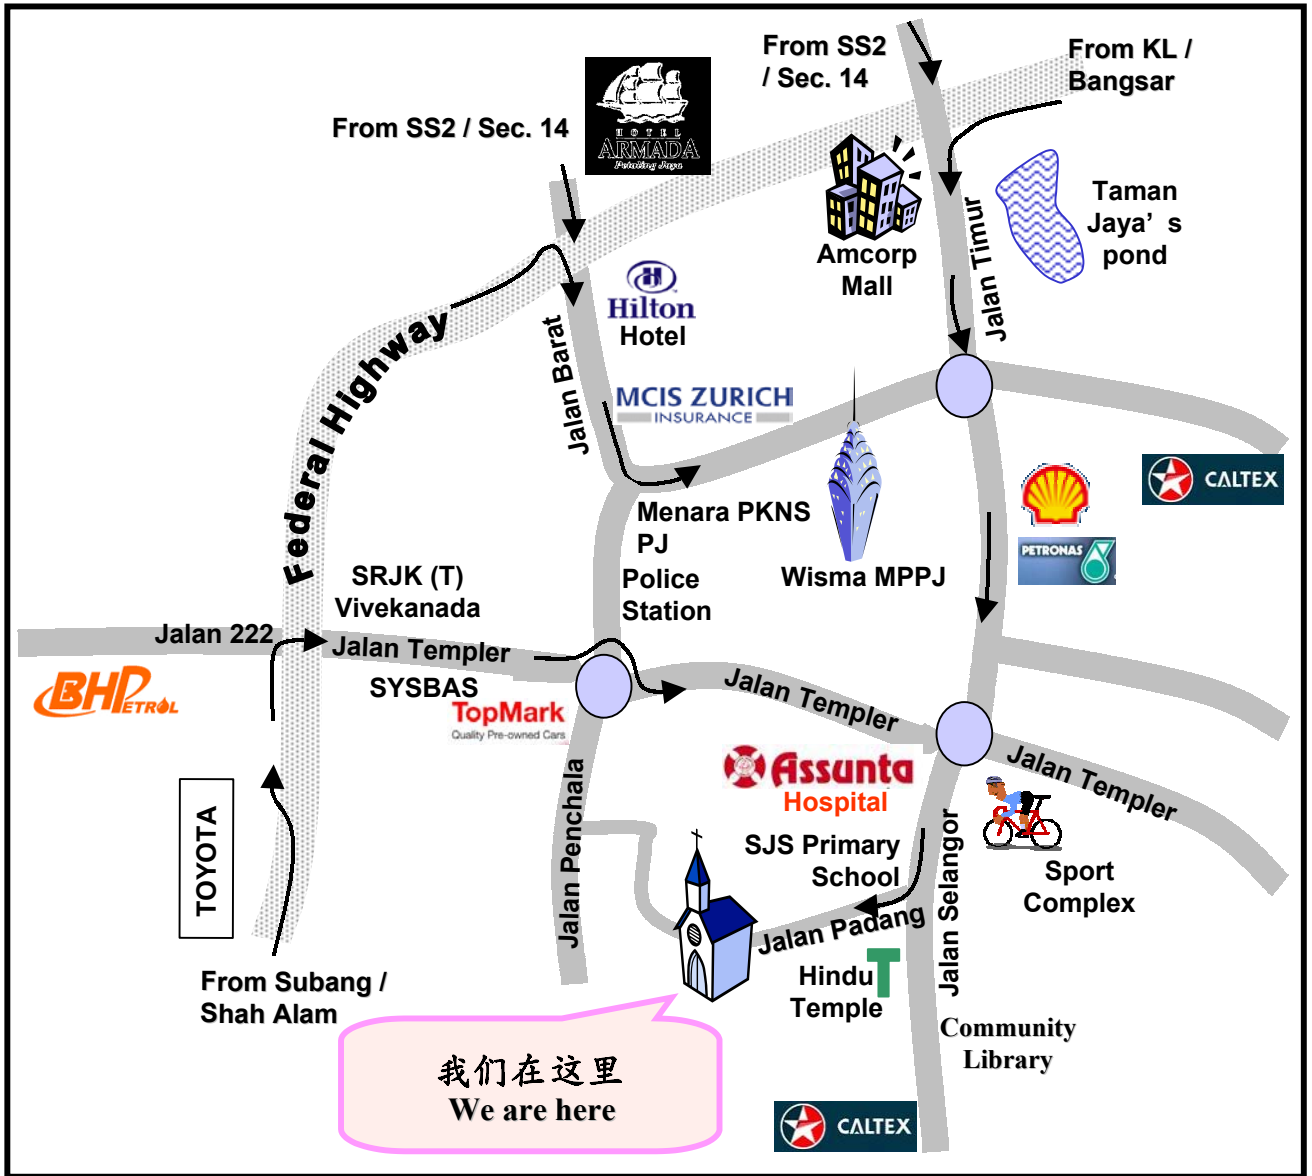 From SS2
/ Sec. 14
From KL /
Bangsar
From SS2 / Sec. 14
HOTEL
ARMADA
Petaling Jaya
Taman
Jaya’ s
pond
Jalan Timur
Amcorp
Mall
Hilton
Hotel
Federal Highway
Jalan Barat
MCIS ZURICH
INSURANCE
CALTEX
Menara PKNS
PJ
Police
Station
PETRONAS
Wisma MPPJ
SRJK (T)
Vivekanada
Jalan 222
Jalan Templer
SYSBAS
BHPETROL
TopMark
Quality Pre-owned Cars
Jalan Templer
Jalan Templer
Assunta
Hospital
TOYOTA
Jalan Penchala
SJS Primary
School
Jalan Selangor
Sport
Complex
Jalan Padang
From Subang /
Shah Alam
Hindu
Temple
Community
Library
我们在这里
We are here
CALTEX